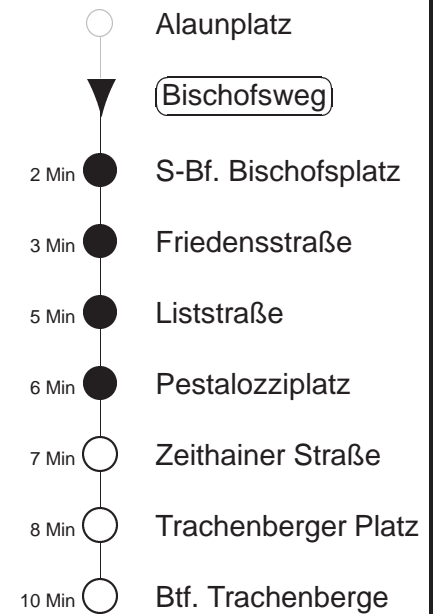 Alaunplatz
Bischofsweg
2 Min S-Bf. Bischofsplatz
3 Min Friedensstraße
5 Min Liststraße
6 Min Pestalozziplatz
7 Min Zeithainer Straße
8 Min Trachenberger Platz
10 Min Btf. Trachenberge